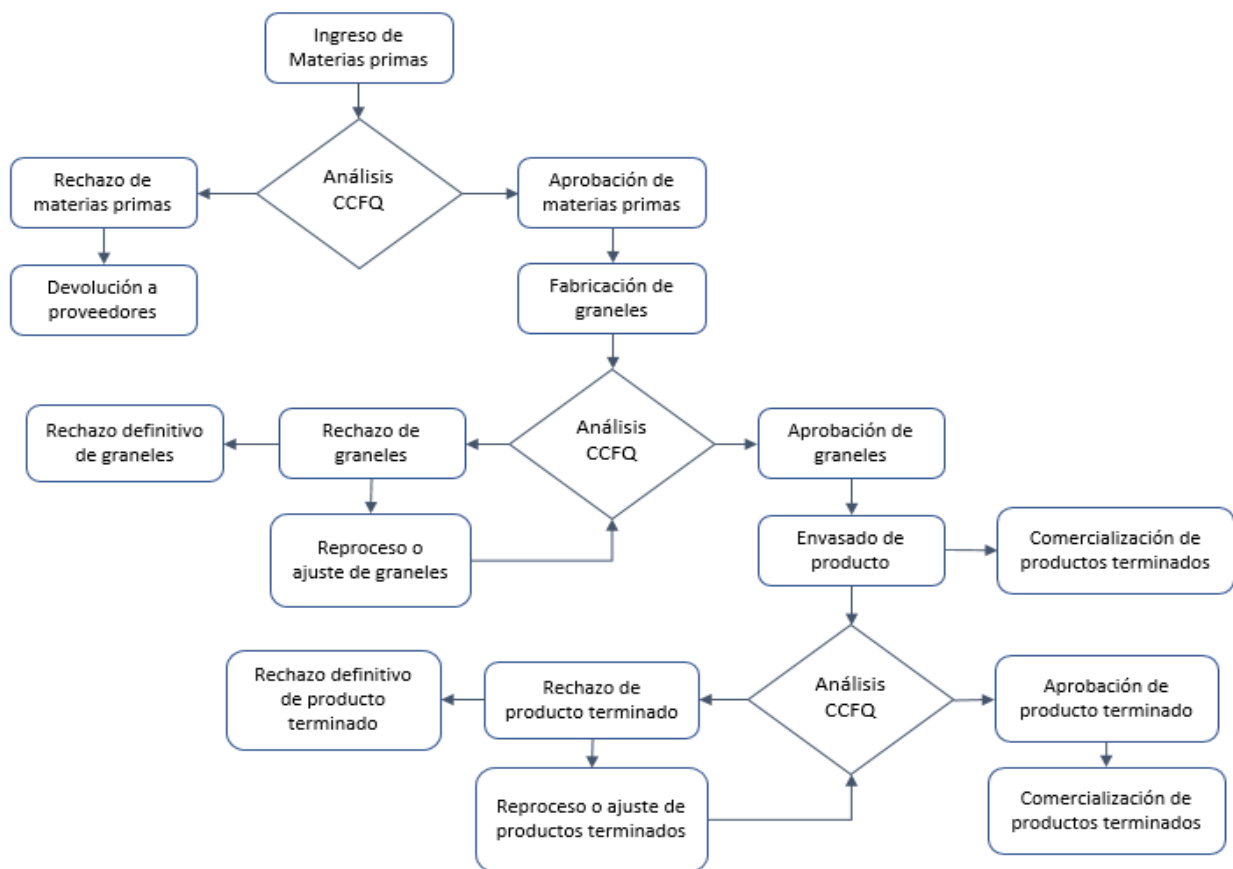 Ingreso de
Materias primas
Análisis
CCFQ
Rechazo de
materias primas
Aprobación de
materias primas
Devolución a
proveedores
Fabricación de
graneles
Análisis
CCFQ
Rechazo definitivo
de graneles
Rechazo de
graneles
Aprobación de
graneles
Reproceso o
ajuste de graneles
Envasado de
producto
Comercialización de
productos terminados
Análisis
CCFQ
Rechazo definitivo
de producto
terminado
Rechazo de
producto terminado
Aprobación de
producto terminado
Reproceso o ajuste de
productos terminados
Comercialización de
productos terminados